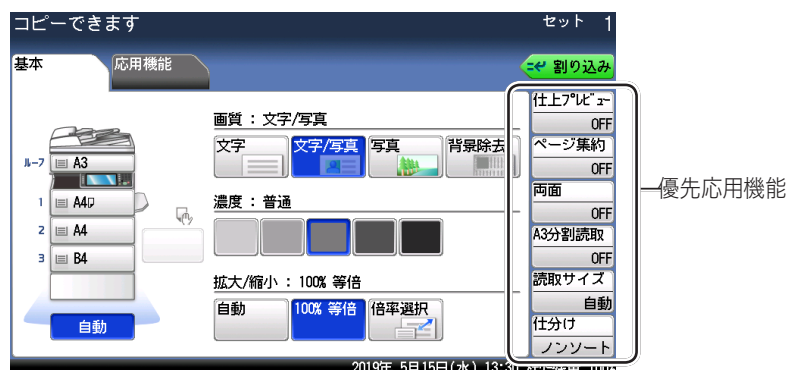 コピーできます
セット 1
基本
応用機能
割り込み
画質：文字/写真
文字
文字/写真
写真
背景除去
濃度：普通
拡大/縮小：100% 等倍
自動
100% 等倍
倍率選択
ﾙｰﾌ A3
1 A4
2 A4
3 B4
自動
仕上ﾌﾟﾚﾋﾞｭｰ
OFF
ページ集約
OFF
両面
OFF
A3分割読取
OFF
読取サイズ
自動
仕分け
ノンソート
優先応用機能
2019年 5月15日(水) 13:30
100%